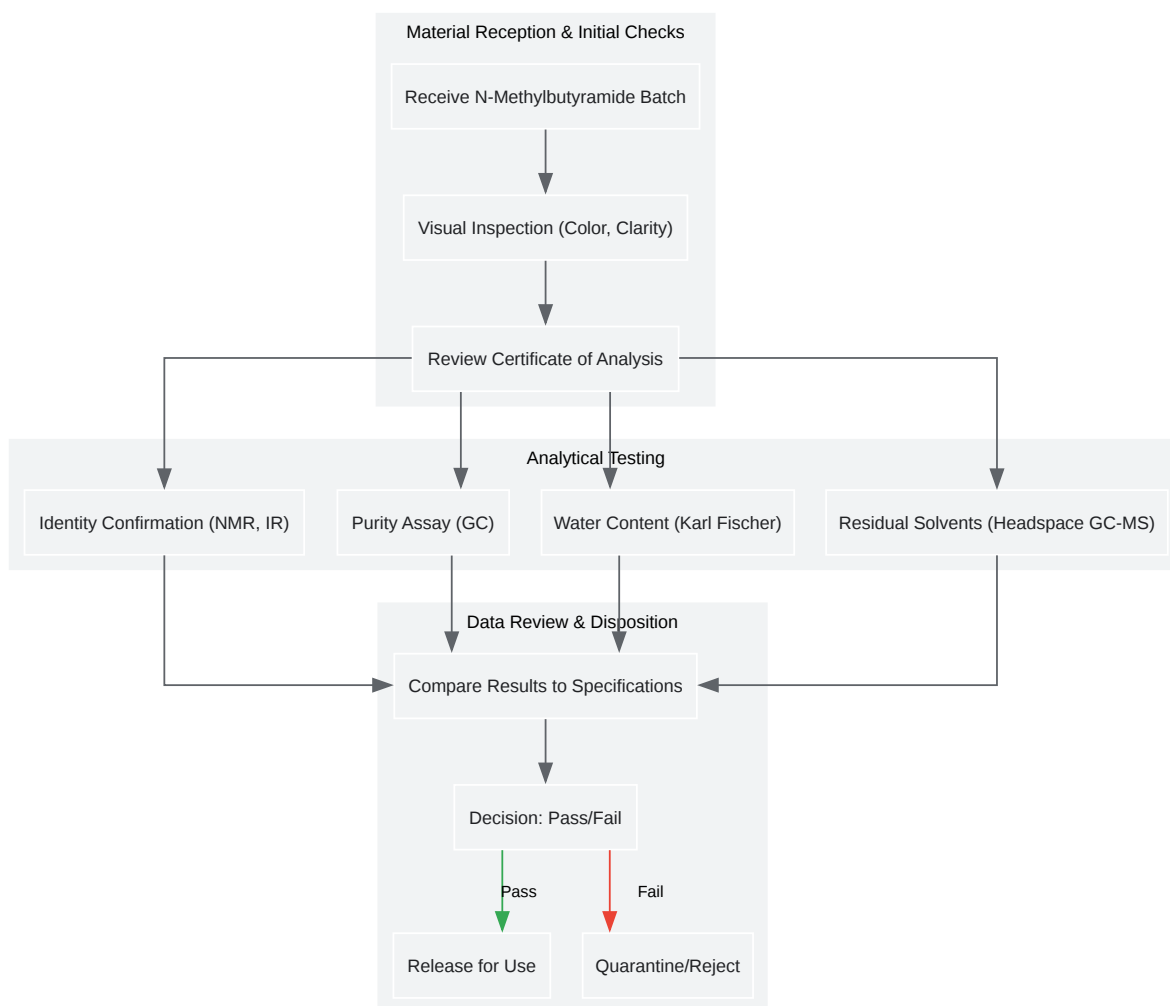 Material Reception & Initial Checks
Receive N-Methylbutyramide Batch
Visual Inspection (Color, Clarity)
Review Certificate of Analysis
Analytical Testing
Identity Confirmation (NMR, IR)
Purity Assay (GC)
Water Content (Karl Fischer)
Residual Solvents (Headspace GC-MS)
Data Review & Disposition
Compare Results to Specifications
Decision: Pass/Fail
Pass
Fail
Release for Use
Quarantine/Reject